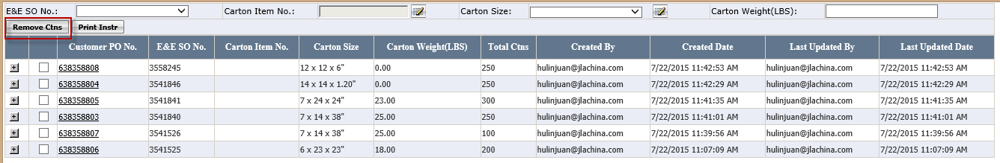 E&E SO No.: Carton Item No.: Carton Size: Carton Weight(LBS):
Remove Ctns Print Instr
Customer PO No. E&E SO No. Carton Item No. Carton Size Carton Weight(LBS) Total Ctns Created By Created Date Last Updated By Last Updated Date
638358808 3558245 12 x 12 x 6" 0.00 250 hulinjuan@jlachina.com 7/22/2015 11:42:53 AM hulinjuan@jlachina.com 7/22/2015 11:42:53 AM
638358804 3541846 14 x 14 x 1.20" 0.00 250 hulinjuan@jlachina.com 7/22/2015 11:42:29 AM hulinjuan@jlachina.com 7/22/2015 11:42:29 AM
638358805 3541841 7 x 24 x 24" 23.00 300 hulinjuan@jlachina.com 7/22/2015 11:41:35 AM hulinjuan@jlachina.com 7/22/2015 11:41:35 AM
638358803 3541840 7 x 14 x 38" 25.00 250 hulinjuan@jlachina.com 7/22/2015 11:41:01 AM hulinjuan@jlachina.com 7/22/2015 11:41:01 AM
638358807 3541526 7 x 14 x 38" 25.00 100 hulinjuan@jlachina.com 7/22/2015 11:39:56 AM hulinjuan@jlachina.com 7/22/2015 11:39:56 AM
638358806 3541525 6 x 23 x 23" 18.00 200 hulinjuan@jlachina.com 7/22/2015 11:07:09 AM hulinjuan@jlachina.com 7/22/2015 11:07:09 AM